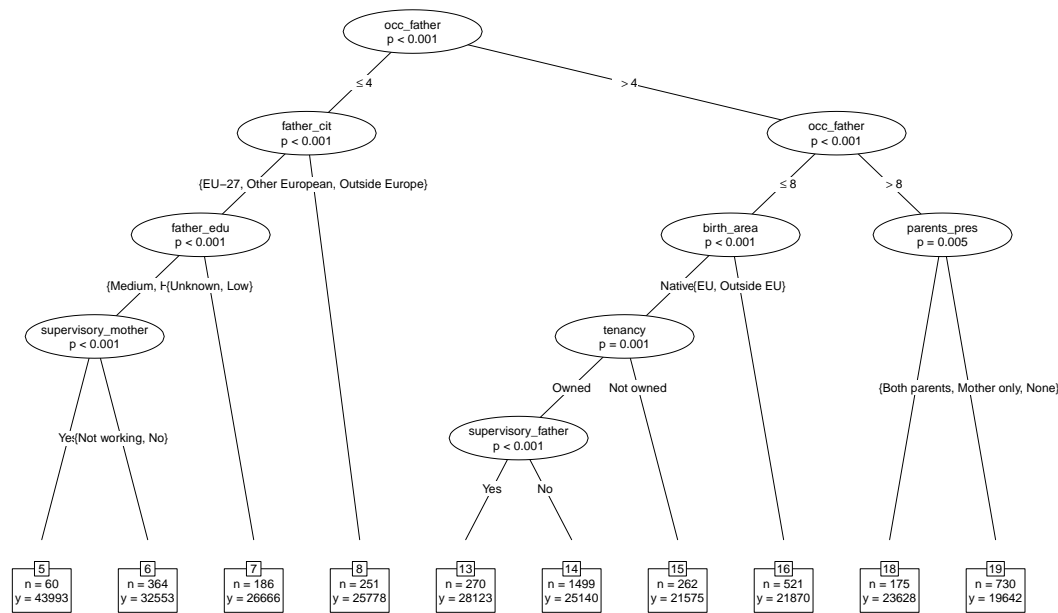 occ_father
p < 0.001
≤ 4
> 4
father_cit
p < 0.001
occ_father
p < 0.001
{EU−27, Other European, Outside Europe}
≤ 8
> 8
father_edu
p < 0.001
birth_area
p < 0.001
parents_pres
p = 0.005
{Medium, {Unknown, Low}
Native {EU, Outside EU}
supervisory_mother
p < 0.001
tenancy
p = 0.001
Owned
Not owned
{Both parents, Mother only, None}
supervisory_father
p < 0.001
Yes {Not working, No}
Yes
No
5
n = 60
y = 43993
6
n = 364
y = 32553
7
n = 186
y = 26666
8
n = 251
y = 25778
13
n = 270
y = 28123
14
n = 1499
y = 25140
15
n = 262
y = 21575
16
n = 521
y = 21870
18
n = 175
y = 23628
19
n = 730
y = 19642